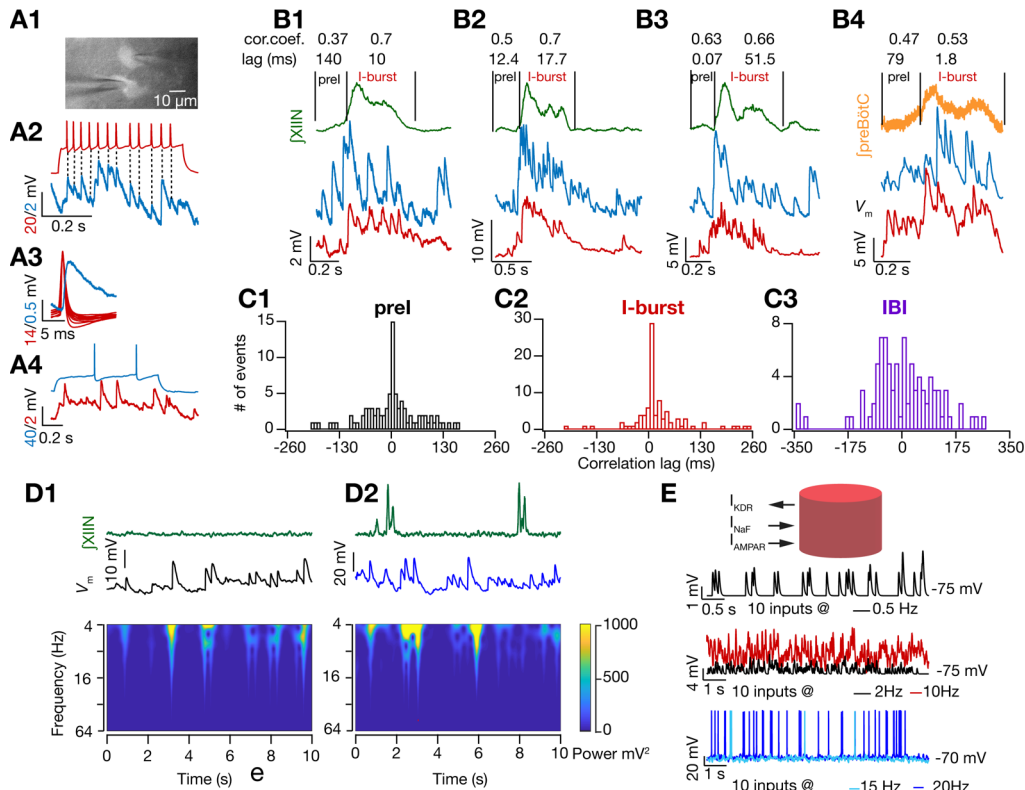 A1
10 µm
A2
20/2 mV
0.2 s
A3
14/0.5 mV
5 ms
A4
40/2 mV
0.2 s
B1
cor.coef. 0.37 0.7
lag (ms) 140 10
preI I-burst
∫XIIN
2 mV
0.2 s
B2
0.5 0.7
12.4 17.7
preI I-burst
10 mV
0.5 s
B3
0.63 0.66
0.07 51.5
preI I-burst
5 mV
0.2 s
B4
0.47 0.53
79 1.8
preI I-burst
∫preBötC
Vm
5 mV
0.2 s
C1
preI
# of events
15
10
5
0
-260 -130 0 130 260
C2
I-burst
30
20
10
0
-260 -130 0 130 260
Correlation lag (ms)
C3
IBI
8
4
0
-350 -175 0 175 350
D1
∫XIIN
Vm
10 mV
Frequency (Hz)
4
16
64
0 2 4 6 8 10
Time (s)
e
D2
20 mV
4
16
64
0 2 4 6 8 10
Time (s)
1000
500
0
Power mV²
E
IKDR
INaF
IAMPAR
1 mV
0.5 s
10 inputs @ 0.5 Hz
-75 mV
4 mV
1 s
10 inputs @ 2Hz 10Hz
-75 mV
20 mV
1 s
10 inputs @ 15 Hz 20Hz
-70 mV